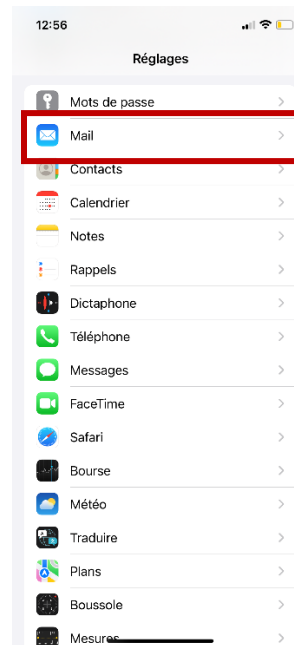 12:56
Réglages
Mots de passe
Mail
Contacts
Calendrier
Notes
Rappels
Dictaphone
Téléphone
Messages
FaceTime
Safari
Bourse
Météo
Traduire
Plans
Boussole
Mesures